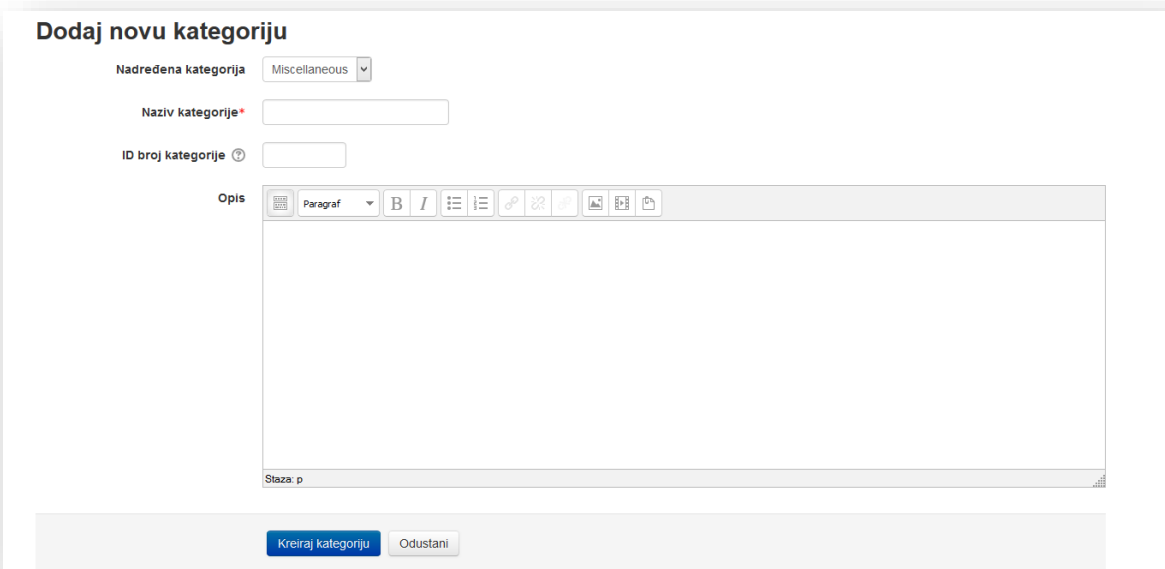 Dodaj novu kategoriju
Nadređena kategorija Miscellaneous
Naziv kategorije*
ID broj kategorije ?
Opis Paragraf B I
Staza: p
Kreiraj kategoriju Odustani